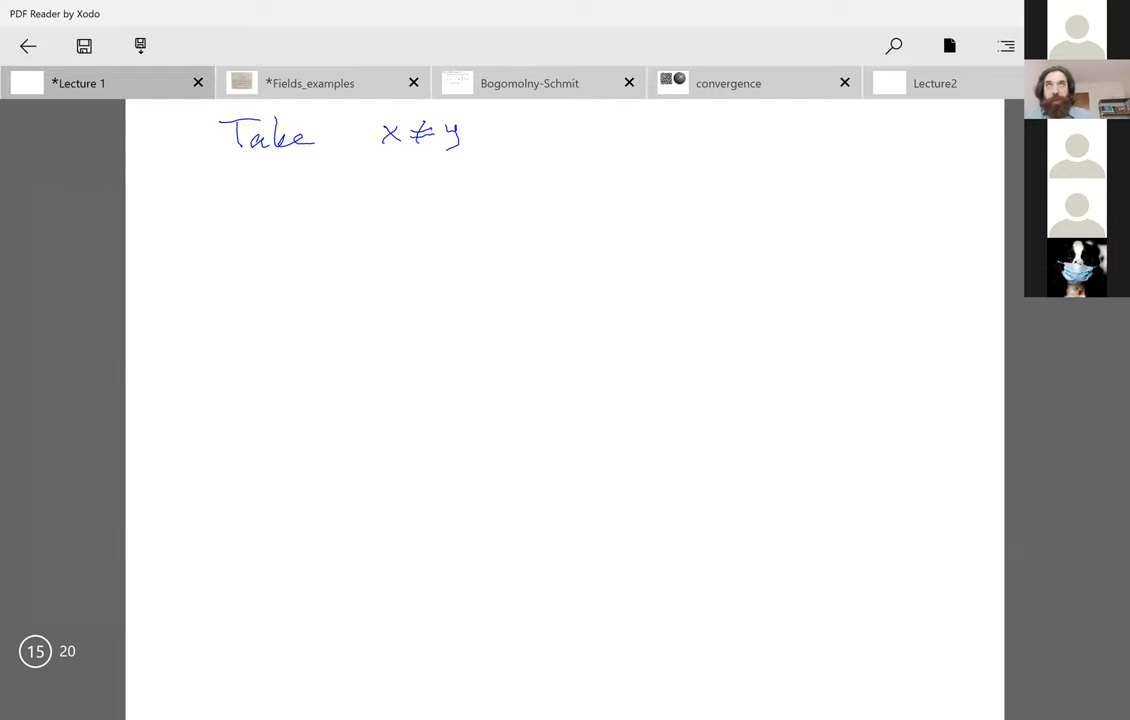 PDF Reader by Xodo
*Lecture 1
*Fields_examples
Bogomolny-Schmit
convergence
Lecture2
Take x ≠ y
15 20